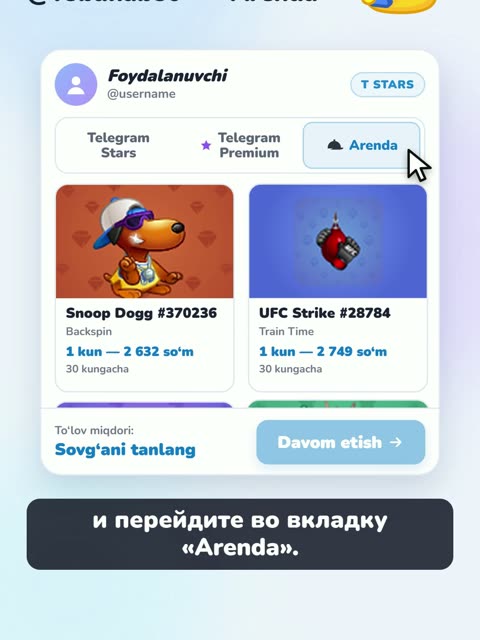 Foydalanuvchi
@username
T STARS
Telegram Stars
Telegram Premium
Arenda
Snoop Dogg #370236
Backspin
1 kun — 2 632 so‘m
30 kungacha
UFC Strike #28784
Train Time
1 kun — 2 749 so‘m
30 kungacha
To‘lov miqdori:
Sovg‘ani tanlang
Davom etish →
и перейдите во вкладку
«Arenda».